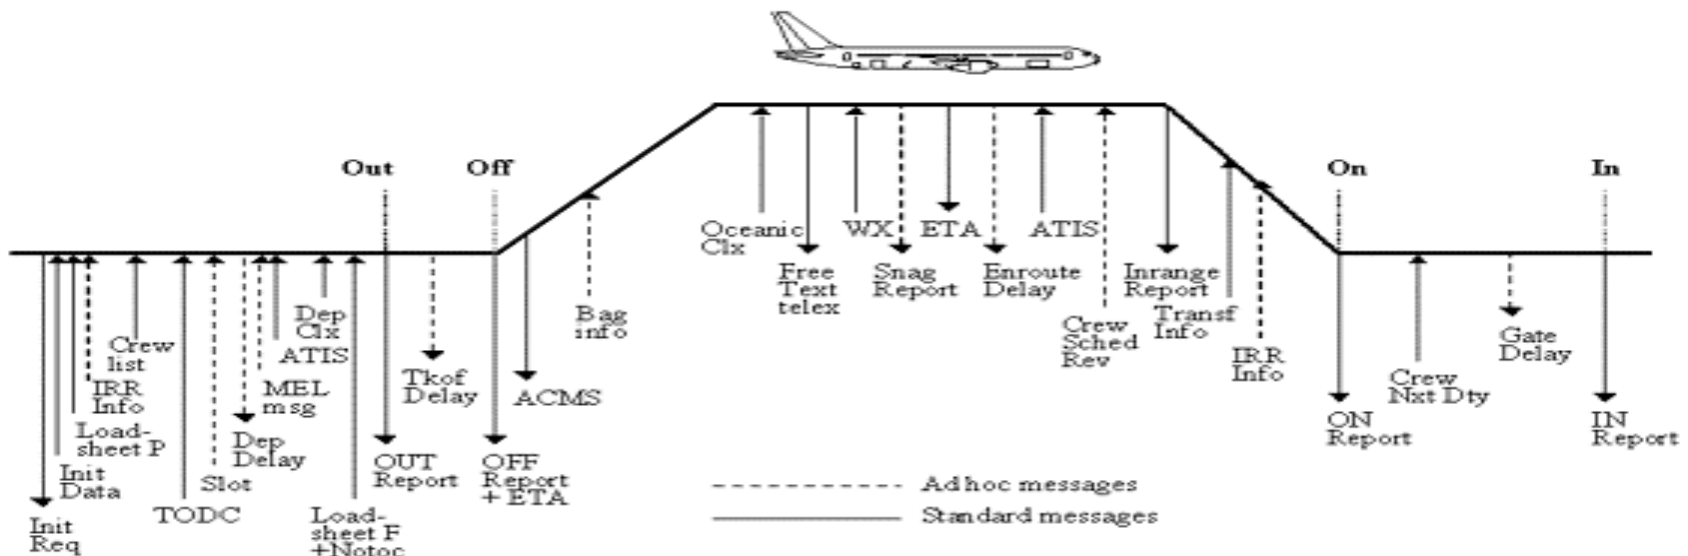 Out
Off
On
In
Oceanic
Clx
WX
ETA
ATIS
Free
Text
telex
Snag
Report
Enroute
Delay
Inrange
Report
Crew
Sched
Rev
Transf
Info
IRR
Info
Bag
info
Dep
Clx
ATIS
Crew
list
IRR
Info
MEL
msg
Load-
sheet P
Dep
Delay
Init
Data
Slot
TODC
Init
Req
Load-
sheet F
+Notoc
OUT
Report
Tkof
Delay
OFF
Report
+ ETA
ACMS
ON
Report
Crew
Nxt Dty
Gate
Delay
IN
Report
Adhoc messages
Standard messages